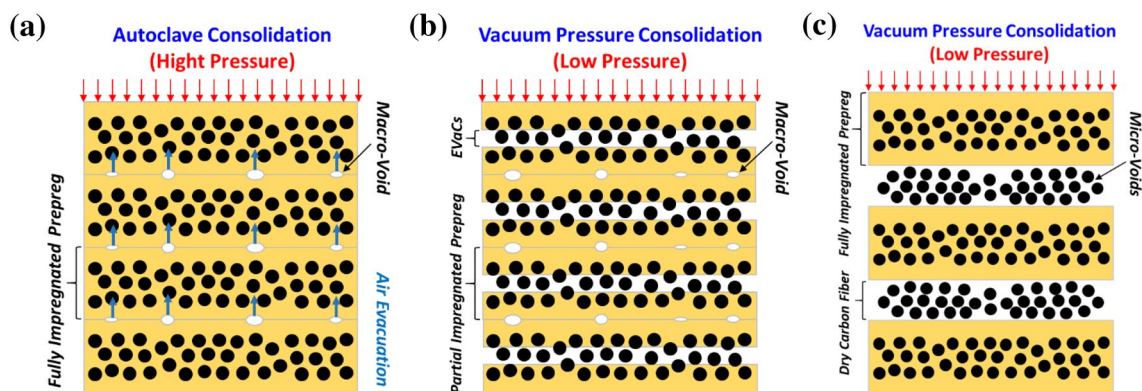 (a)
Autoclave Consolidation
(Hight Pressure)
Macro-Void
Fully Impregnated Prepreg
Air Evacuation
(b)
Vacuum Pressure Consolidation
(Low Pressure)
EVaCs
Macro-Void
Partial Impregnated Prepreg
(c)
Vacuum Pressure Consolidation
(Low Pressure)
Fully Impregnated Prepreg
Micro-Voids
Dry Carbon Fiber